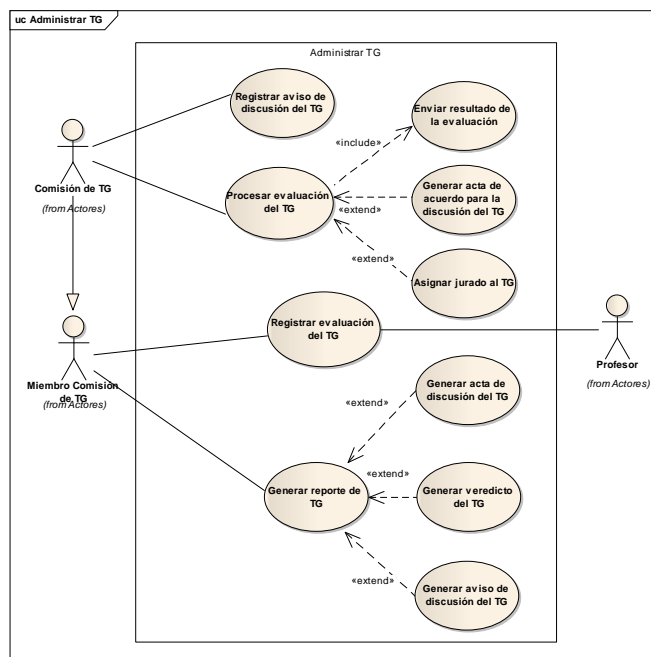 uc Administrar TG
Administrar TG
Registrar aviso de
discusión del TG
Enviar resultado de
la evaluación
«include»
Comisión de TG
(from Actores)
Procesar evaluación
del TG
Generar acta de
acuerdo para la
discusión del TG
«extend»
«extend»
Asignar jurado al TG
Registrar evaluación
del TG
Profesor
(from Actores)
Miembro Comisión
de TG
(from Actores)
Generar acta de
discusión del TG
«extend»
Generar reporte de
TG
«extend»
Generar veredicto
del TG
«extend»
Generar aviso de
discusión del TG